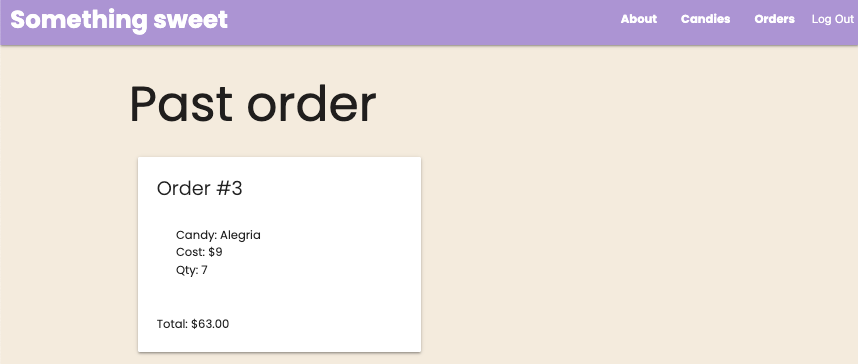 Something sweet
About Candies Orders Log Out
Past order
Order #3
Candy: Alegria
Cost: $9
Qty: 7
Total: $63.00